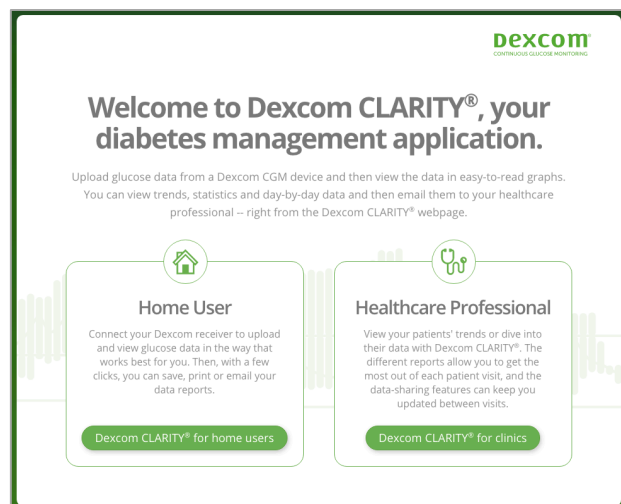 Dexcom®
CONTINUOUS GLUCOSE MONITORING
Welcome to Dexcom CLARITY®, your
diabetes management application.
Upload glucose data from a Dexcom CGM device and then view the data in easy-to-read graphs.
You can view trends, statistics and day-by-day data and then email them to your healthcare
professional -- right from the Dexcom CLARITY® webpage.
Home User
Connect your Dexcom receiver to upload
and view glucose data in the way that
works best for you. Then, with a few
clicks, you can save, print or email your
data reports.
Dexcom CLARITY® for home users
Healthcare Professional
View your patients' trends or dive into
their data with Dexcom CLARITY®. The
different reports allow you to get the
most out of each patient visit, and the
data-sharing features can keep you
updated between visits.
Dexcom CLARITY® for clinics